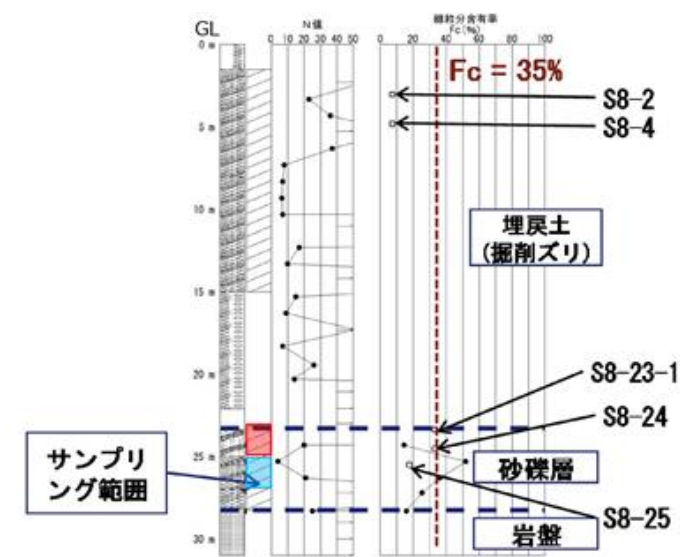 GL
N値
細粒分含有率
Fc(%)
0 10 20 30 40 50
0 20 40 60 80 100
0 m
5 m
10 m
15 m
20 m
25 m
30 m
Fc = 35%
S8-2
S8-4
埋戻土
(掘削ズリ)
S8-23-1
S8-24
サンプリ
ング範囲
砂礫層
S8-25
岩盤